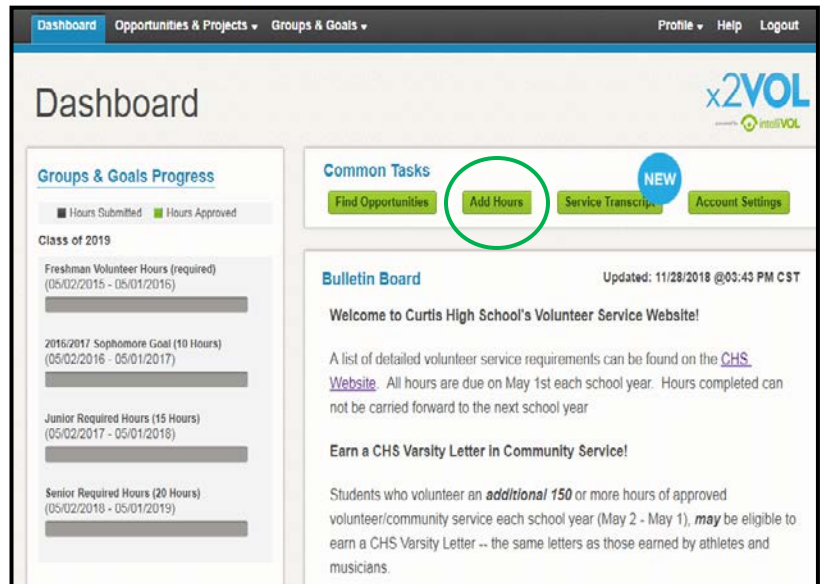 Dashboard Opportunities & Projects Groups & Goals Profile Help Logout
Dashboard
x2VOL
intelliVOL
Groups & Goals Progress
Hours Submitted Hours Approved
Class of 2019
Freshman Volunteer Hours (required)
(05/02/2015 - 05/01/2016)
2016/2017 Sophomore Goal (10 Hours)
(05/02/2016 - 05/01/2017)
Junior Required Hours (15 Hours)
(05/02/2017 - 05/01/2018)
Senior Required Hours (20 Hours)
(05/02/2018 - 05/01/2019)
Common Tasks
NEW
Find Opportunities Add Hours Service Transcript Account Settings
Bulletin Board Updated: 11/28/2018 @03:43 PM CST
Welcome to Curtis High School's Volunteer Service Website!
A list of detailed volunteer service requirements can be found on the CHS
Website. All hours are due on May 1st each school year. Hours completed can
not be carried forward to the next school year
Earn a CHS Varsity Letter in Community Service!
Students who volunteer an additional 150 or more hours of approved
volunteer/community service each school year (May 2 - May 1), may be eligible to
earn a CHS Varsity Letter -- the same letters as those earned by athletes and
musicians.